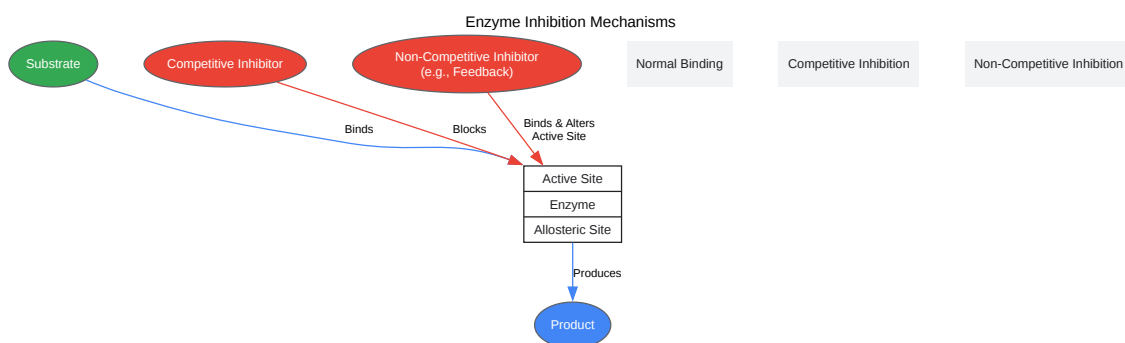 Enzyme Inhibition Mechanisms
Substrate
Competitive Inhibitor
Non-Competitive Inhibitor
(e.g., Feedback)
Normal Binding
Competitive Inhibition
Non-Competitive Inhibition
Binds
Blocks
Binds & Alters
Active Site
Active Site
Enzyme
Allosteric Site
Produces
Product